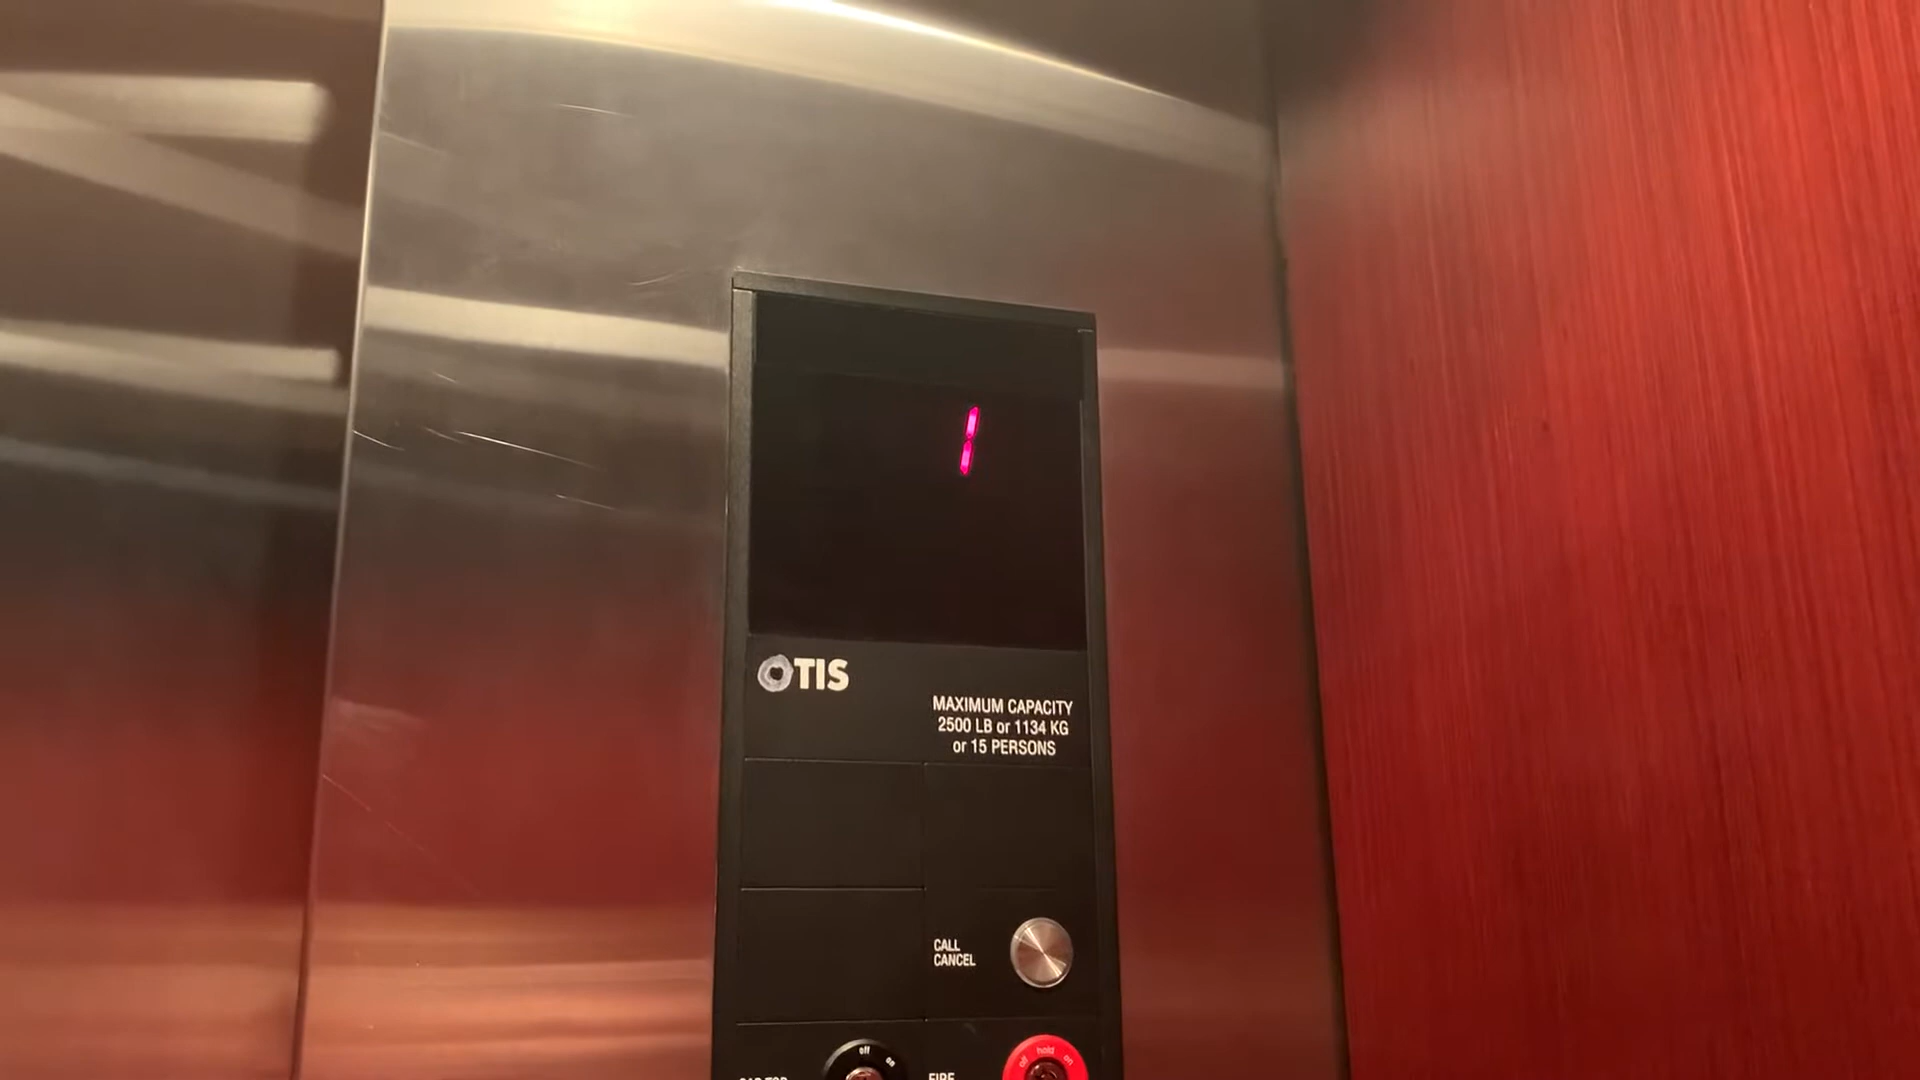 1
OTIS
MAXIMUM CAPACITY
2500 LB or 1134 KG
or 15 PERSONS
CALL
CANCEL
off on
off hold on
FIRE